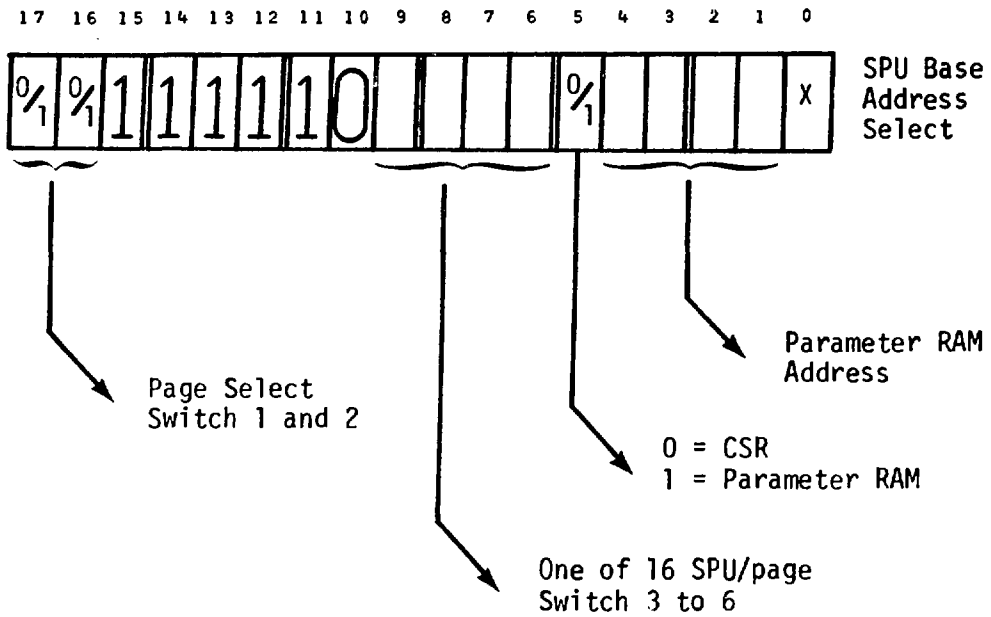 17 16 15 14 13 12 11 10 9 8 7 6 5 4 3 2 1 0
0/1 0/1 1 1 1 1 1 0 0/1 X
SPU Base
Address
Select
Parameter RAM
Address
Page Select
Switch 1 and 2
0 = CSR
1 = Parameter RAM
One of 16 SPU/page
Switch 3 to 6